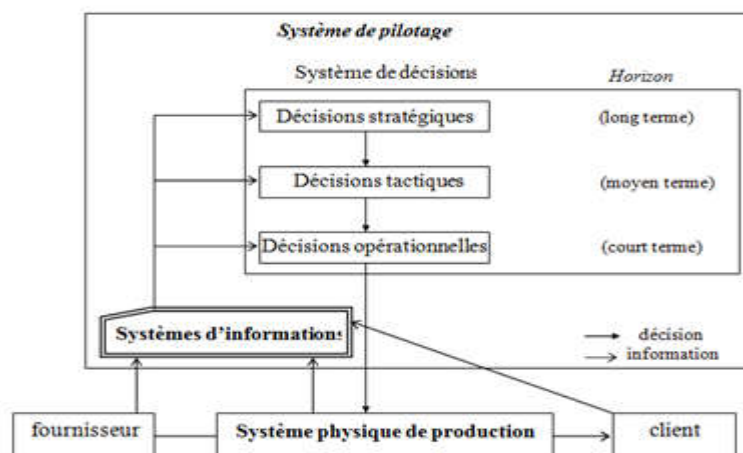 Système de pilotage
Système de décisions
Horizon
Décisions stratégiques
(long terme)
Décisions tactiques
(moyen terme)
Décisions opérationnelles
(court terme)
Systèmes d'informations
décision
information
fournisseur
Système physique de production
client